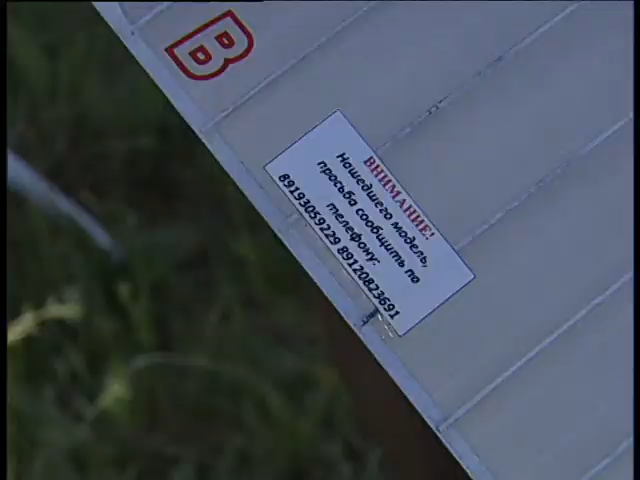 В
ВНИМАНИЕ!
Нашедшего модель,
просьба сообщить по
телефону:
89193059229 89120823691